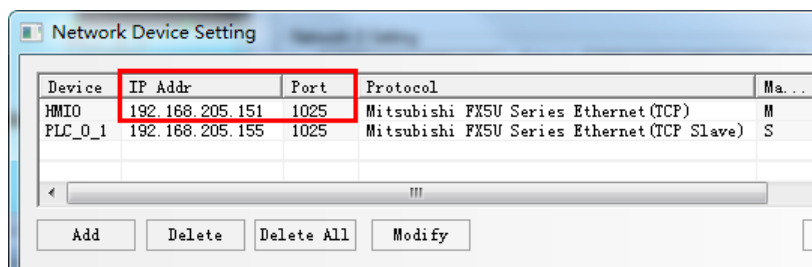 Network Device Setting
Device IP Addr Port Protocol Ma...
HMI0 192.168.205.151 1025 Mitsubishi FX5U Series Ethernet(TCP) M
PLC_0_1 192.168.205.155 1025 Mitsubishi FX5U Series Ethernet(TCP Slave) S
Add Delete Delete All Modify